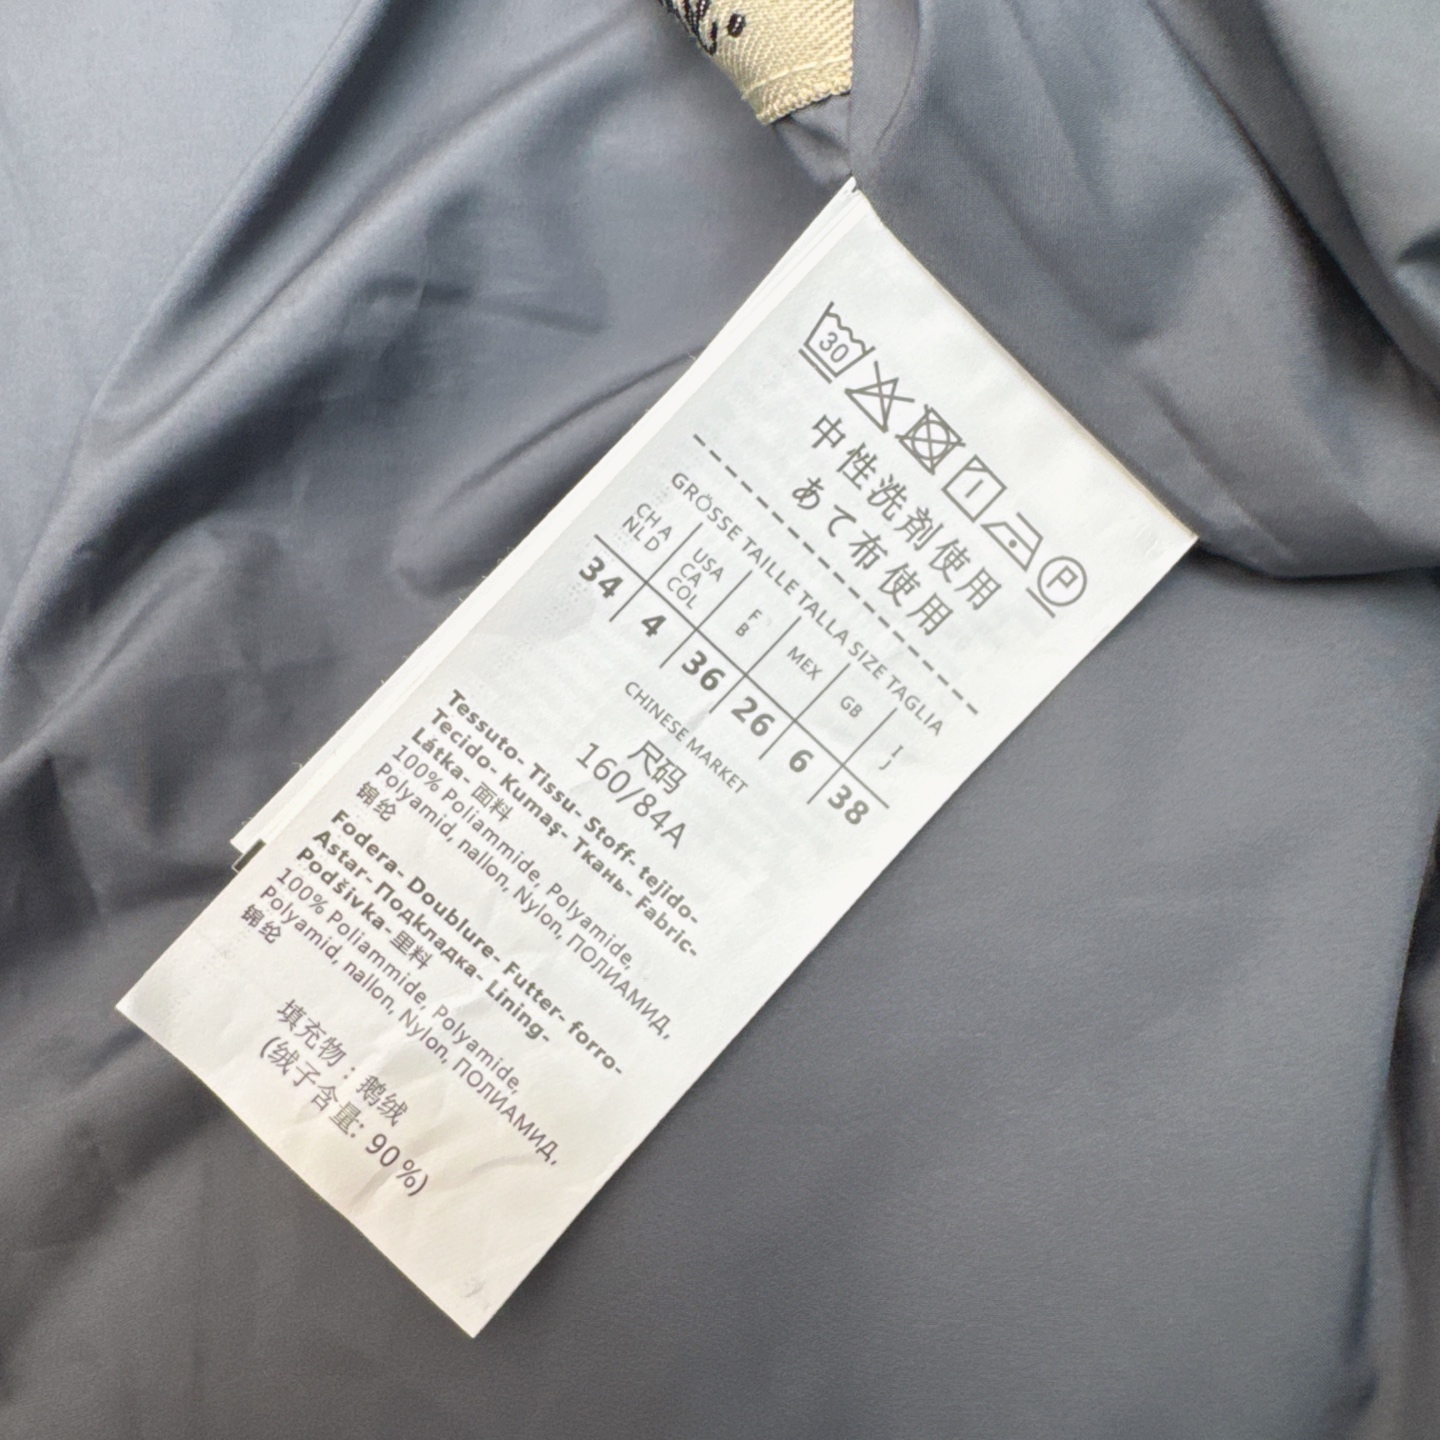 30
P
中性洗剤使用
あて布使用
GRÖSSE TAILLE TALLA SIZE TAGLIA
CH A NLD
USA CA COL
F B
MEX
GB
I J
34 4 36 26 6 38
CHINESE MARKET
尺码
160/84A
Tessuto- Tissu- Stoff- tejido-
Tecido- Kumaş- Ткань- Fabric-
Látka- 面料
100% Poliammide, Polyamide,
Polyamid, nallon, Nylon, ПОЛИАМИД,
锦纶
Fodera- Doublure- Futter- forro-
Astar- Подкладка- Lining-
Podšívka- 里料
100% Poliammide, Polyamide,
Polyamid, nallon, Nylon, ПОЛИАМИД,
锦纶
填充物：鹅绒
(绒子含量: 90%)